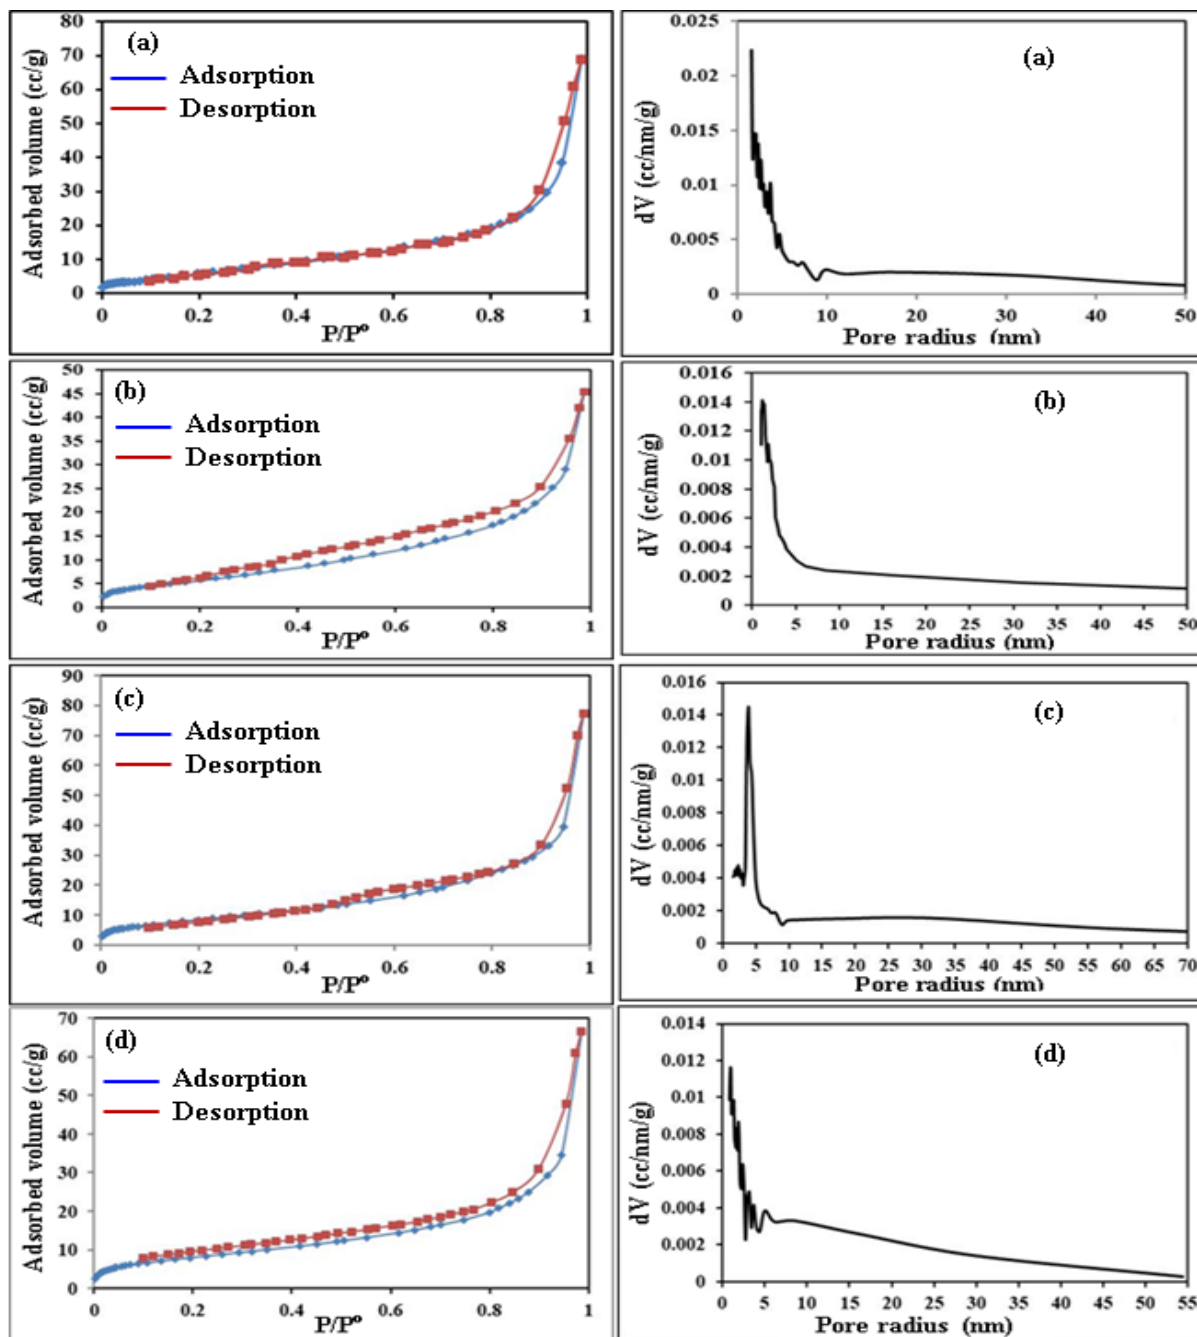 (a)
Adsorption
Desorption
Adsorbed volume (cc/g)
80
70
60
50
40
30
20
10
0
0 0.2 0.4 0.6 0.8 1
P/Pº
(a)
dV (cc/nm/g)
0.025
0.02
0.015
0.01
0.005
0
0 10 20 30 40 50
Pore radius (nm)
(b)
Adsorption
Desorption
Adsorbed volume (cc/g)
50
45
40
35
30
25
20
15
10
5
0
0 0.2 0.4 0.6 0.8 1
P/Pº
(b)
dV (cc/nm/g)
0.016
0.014
0.012
0.01
0.008
0.006
0.004
0.002
0
0 5 10 15 20 25 30 35 40 45 50
Pore radius (nm)
(c)
Adsorption
Desorption
Adsorbed volume (cc/g)
90
80
70
60
50
40
30
20
10
0
0 0.2 0.4 0.6 0.8 1
P/Pº
(c)
dV (cc/nm/g)
0.016
0.014
0.012
0.01
0.008
0.006
0.004
0.002
0
0 5 10 15 20 25 30 35 40 45 50 55 60 65 70
Pore radius (nm)
(d)
Adsorption
Desorption
Adsorbed volume (cc/g)
70
60
50
40
30
20
10
0
0 0.2 0.4 0.6 0.8 1
P/Pº
(d)
dV (cc/nm/g)
0.014
0.012
0.01
0.008
0.006
0.004
0.002
0
0 5 10 15 20 25 30 35 40 45 50 55
Pore radius (nm)